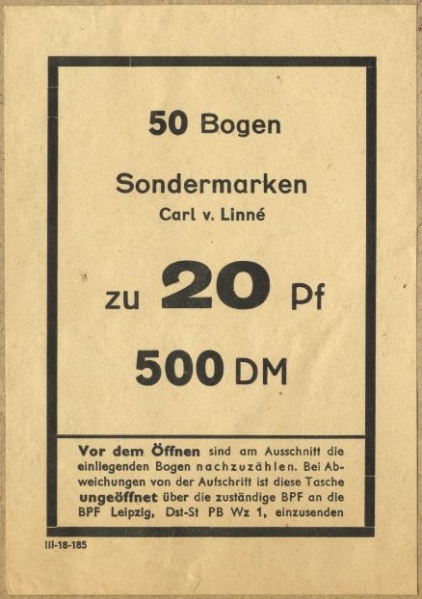 50 Bogen
Sondermarken
Carl v. Linné
zu 20 Pf
500 DM
Vor dem Öffnen sind am Ausschnitt die
einliegenden Bogen nachzuzählen. Bei Ab-
weichungen von der Aufschrift ist diese Tasche
ungeöffnet über die zuständige BPF an die
BPF Leipzig, Dst-St PB Wz 1, einzusenden
III-18-185